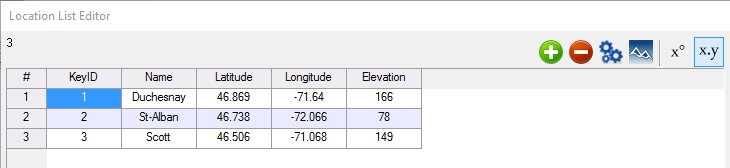 Location List Editor
3
x° x.y
# KeyID Name Latitude Longitude Elevation
1 1 Duchesnay 46.869 -71.64 166
2 2 St-Alban 46.738 -72.066 78
3 3 Scott 46.506 -71.068 149